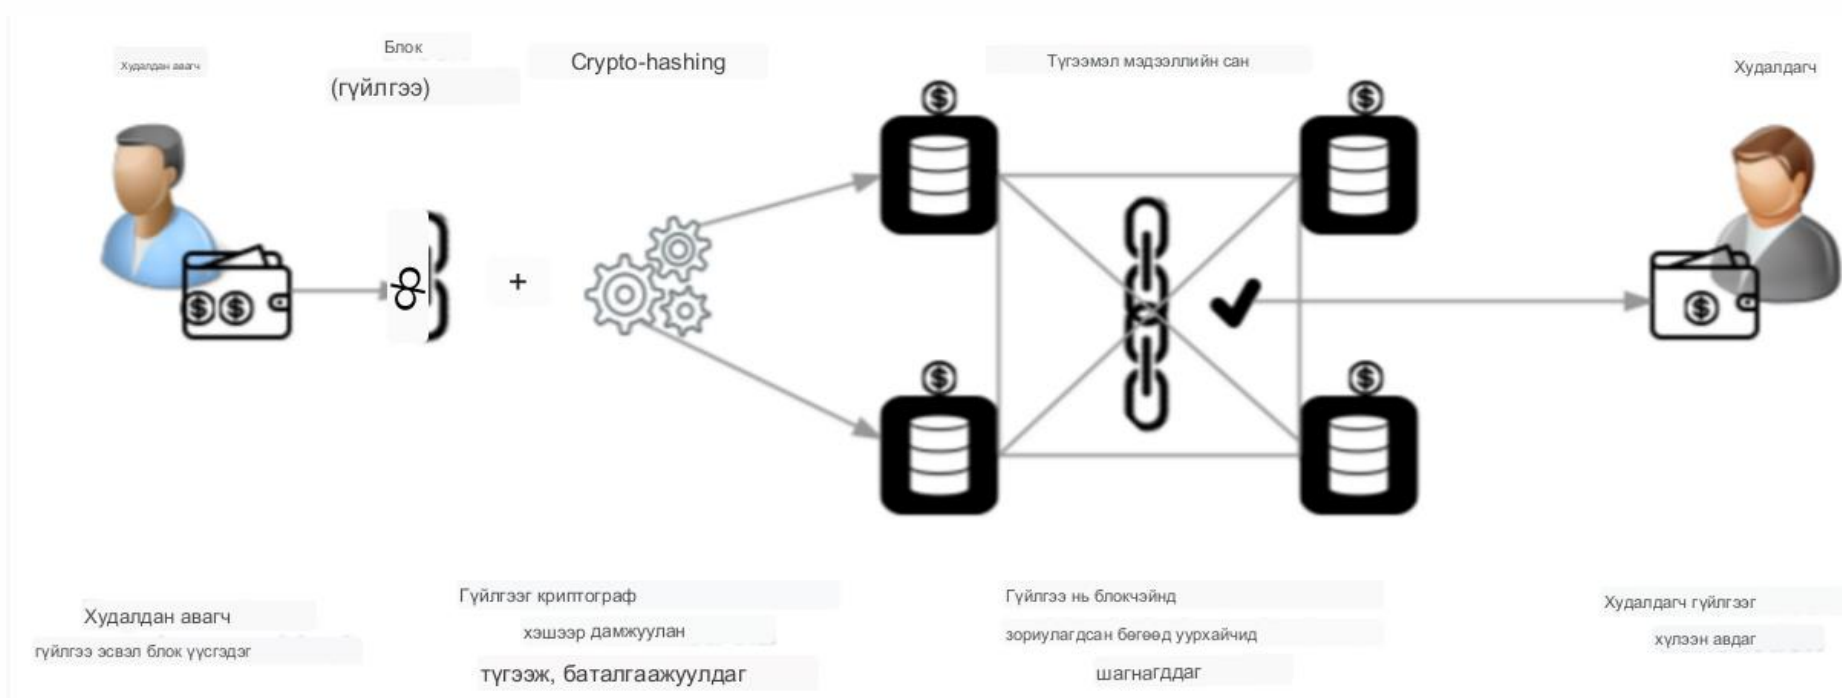 Худалдан авагч
Блок
(гүйлгээ)
Crypto-hashing
Түгээмэл мэдээллийн сан
Худалдагч
+
Худалдан авагч
гүйлгээ эсвэл блок үүсгэдэг
Гүйлгээг криптограф
хэшээр дамжуулан
түгээж, баталгаажуулдаг
Гүйлгээ нь блокчэйнд
зориулагдсан бөгөөд уурхайчид
шагнагддаг
Худалдагч гүйлгээг
хүлээн авдаг